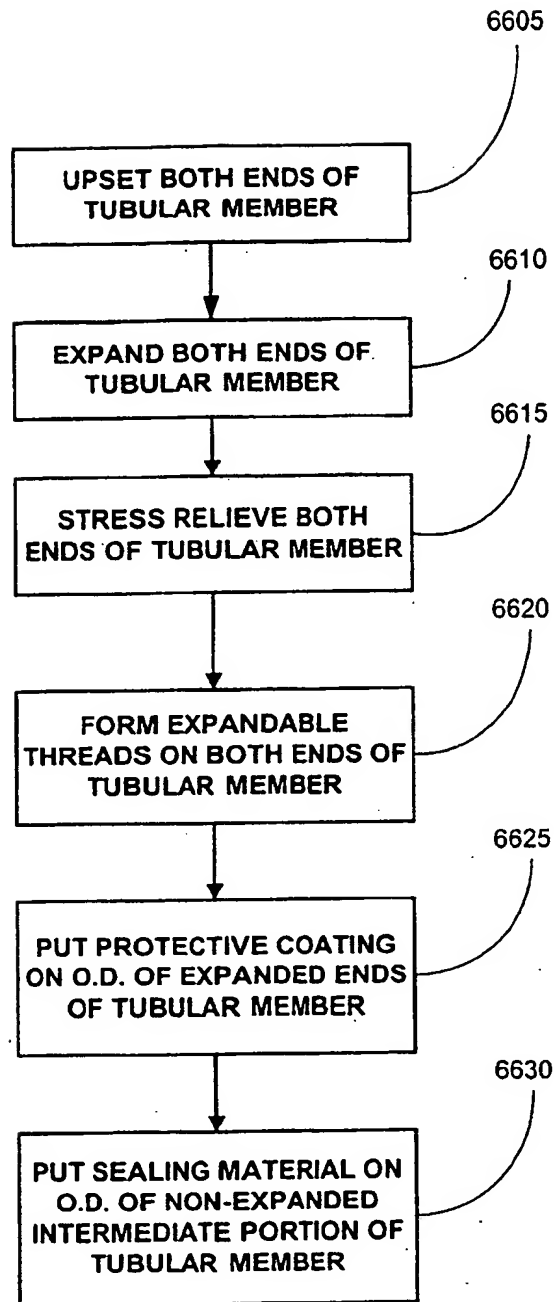 6605
UPSET BOTH ENDS OF
TUBULAR MEMBER
6610
EXPAND BOTH ENDS OF
TUBULAR MEMBER
6615
STRESS RELIEVE BOTH
ENDS OF TUBULAR MEMBER
6620
FORM EXPANDABLE
THREADS ON BOTH ENDS OF
TUBULAR MEMBER
6625
PUT PROTECTIVE COATING
ON O.D. OF EXPANDED ENDS
OF TUBULAR MEMBER
6630
PUT SEALING MATERIAL ON
O.D. OF NON-EXPANDED
INTERMEDIATE PORTION OF
TUBULAR MEMBER